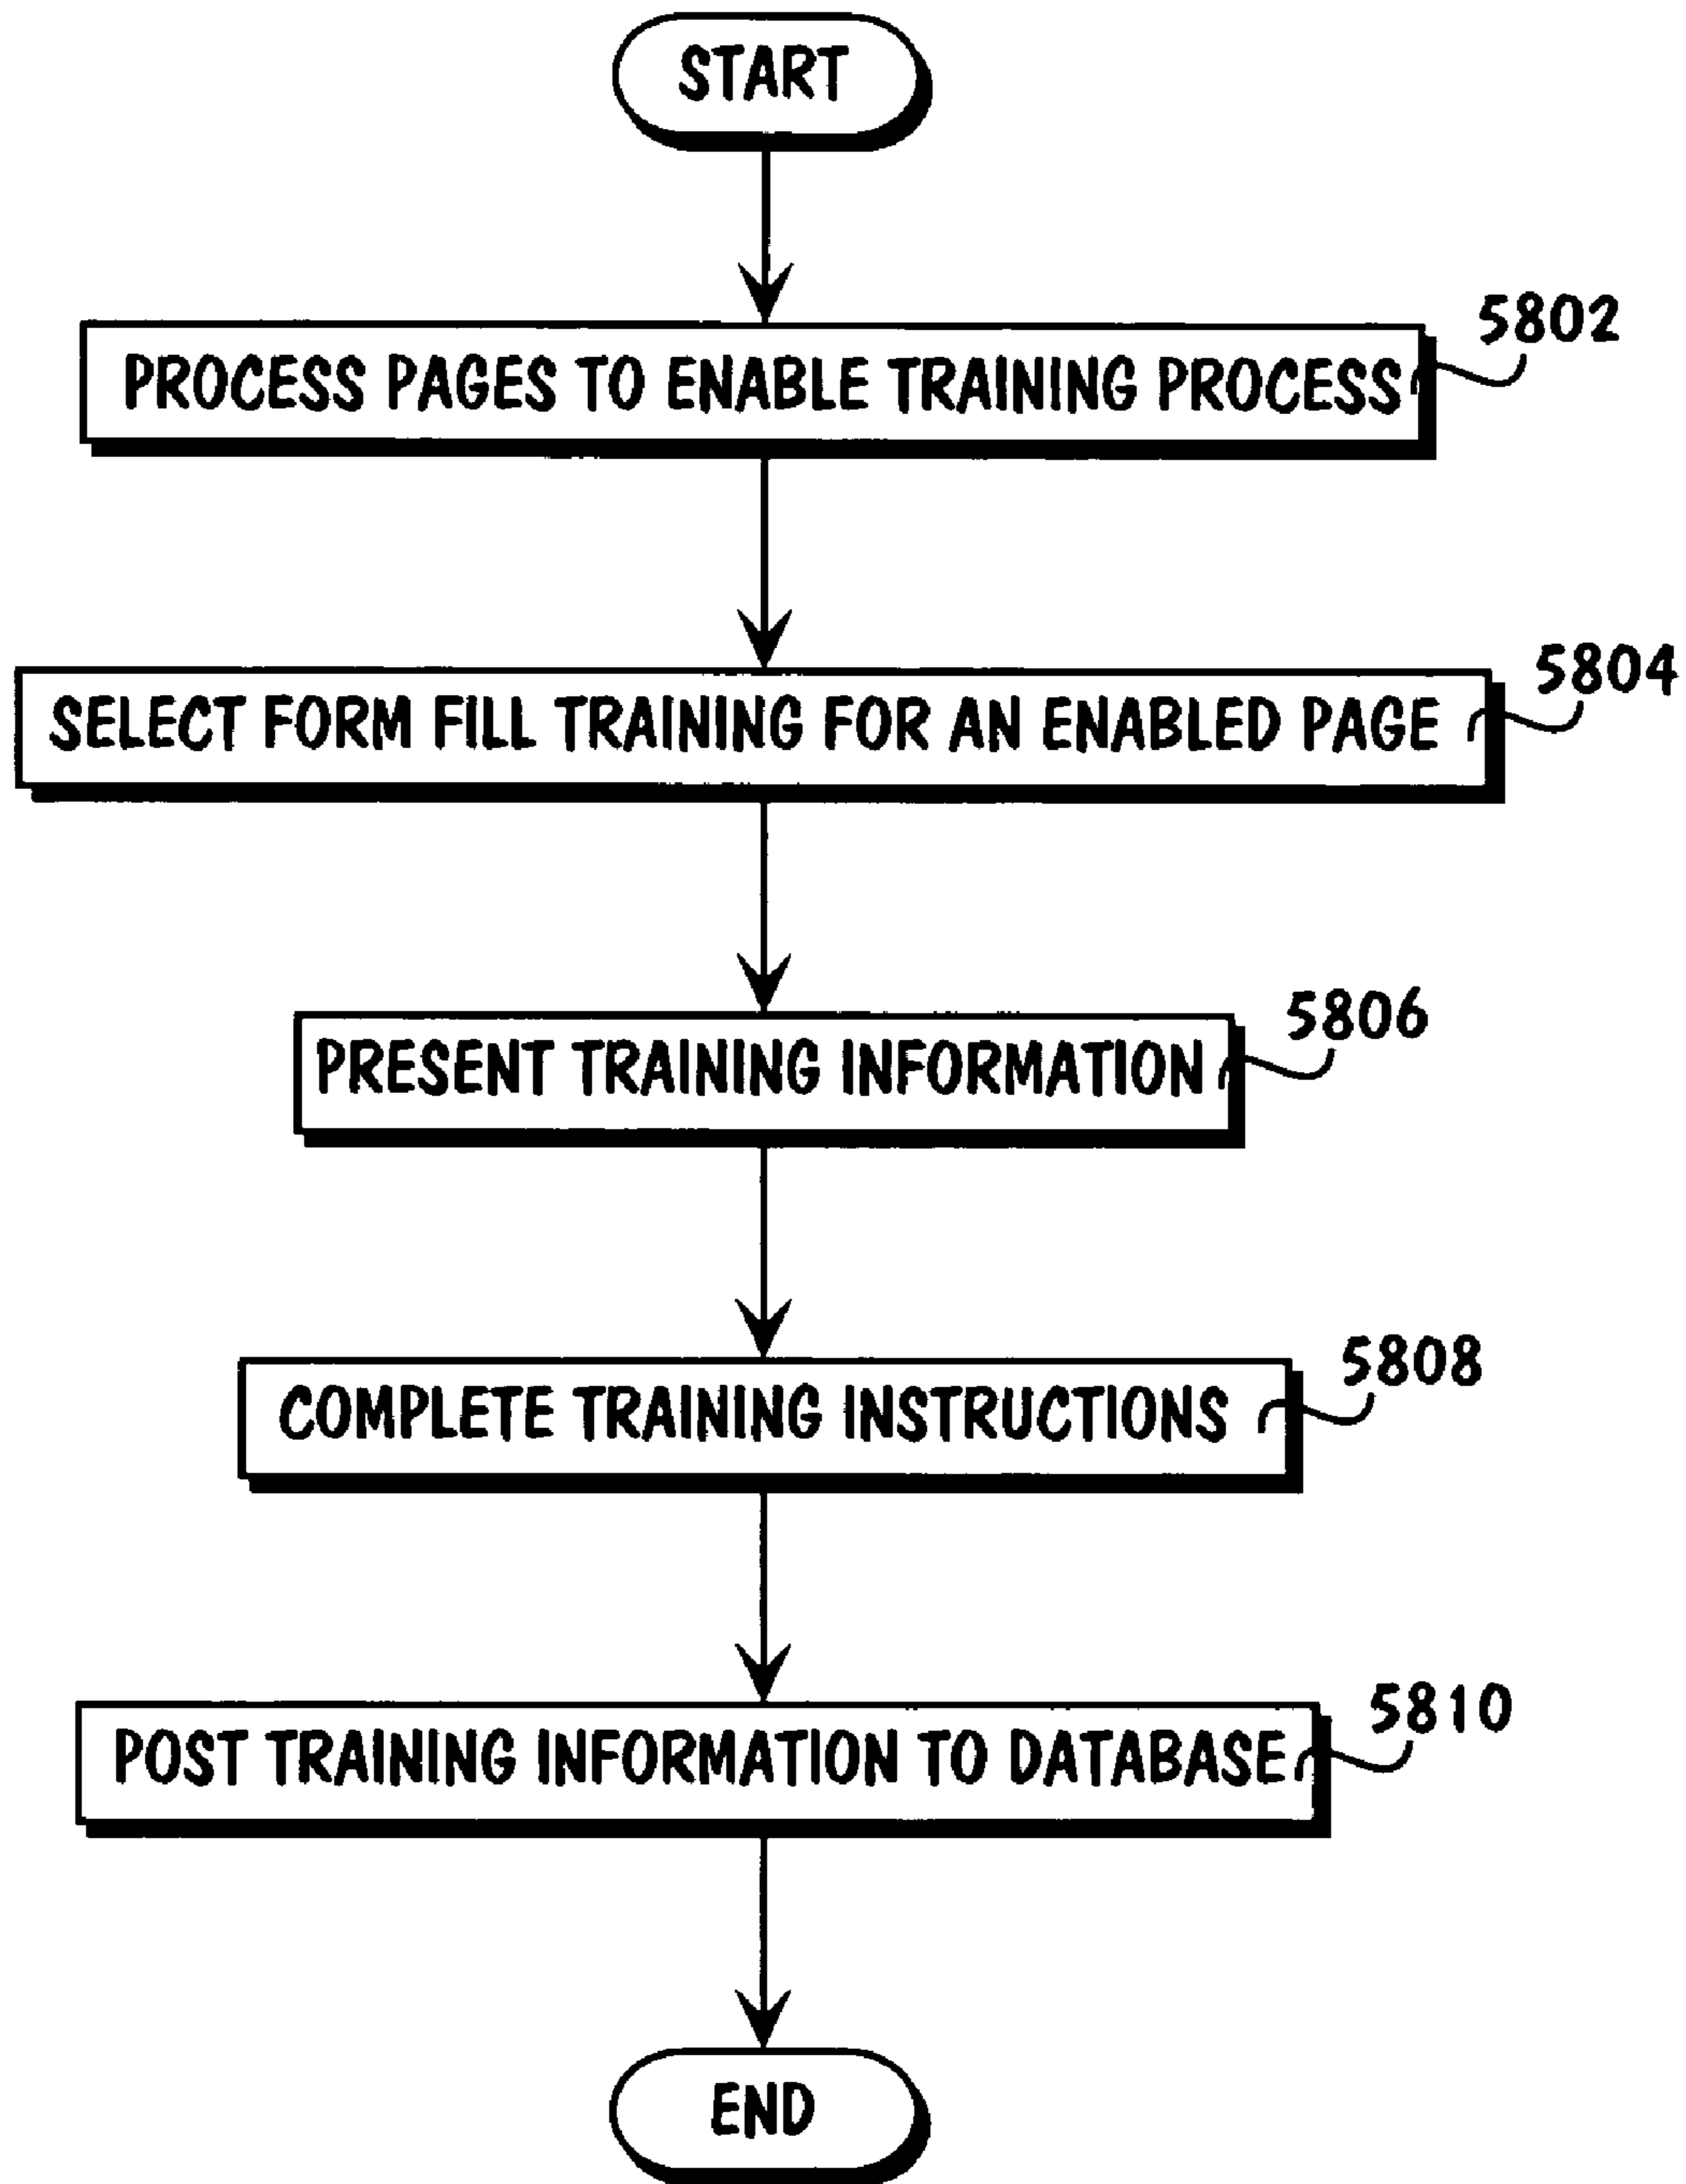 START
5802
PROCESS PAGES TO ENABLE TRAINING PROCESS
5804
SELECT FORM FILL TRAINING FOR AN ENABLED PAGE
5806
PRESENT TRAINING INFORMATION
5808
COMPLETE TRAINING INSTRUCTIONS
5810
POST TRAINING INFORMATION TO DATABASE
END